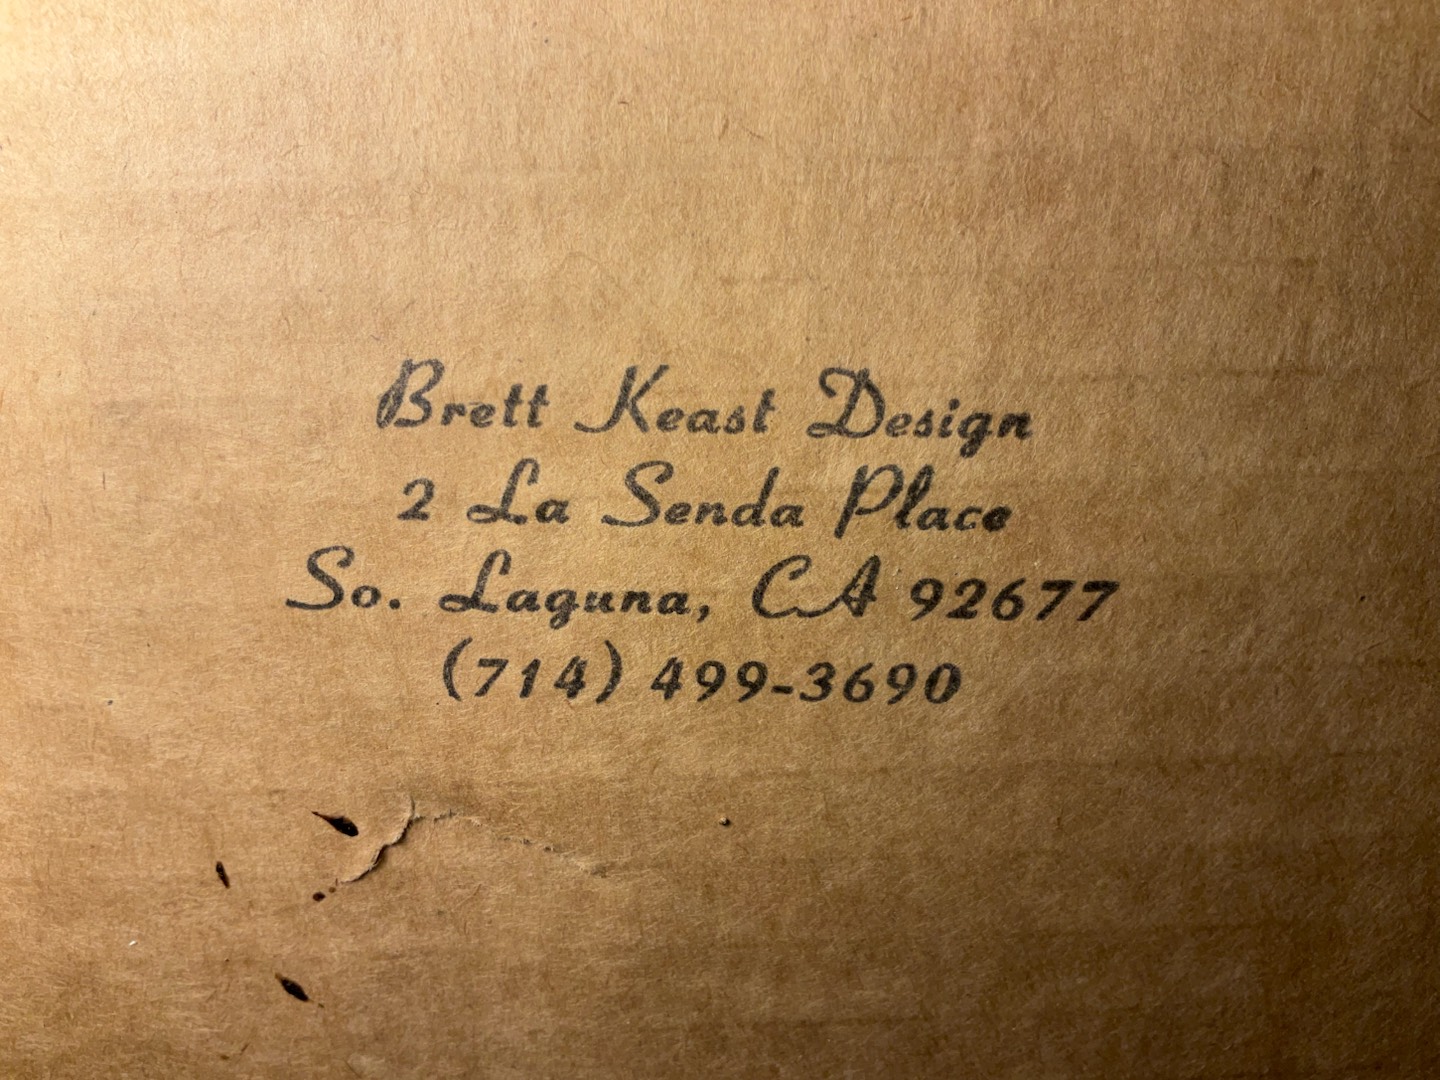 Brett Keast Design
2 La Senda Place
So. Laguna, CA 92677
(714) 499-3690